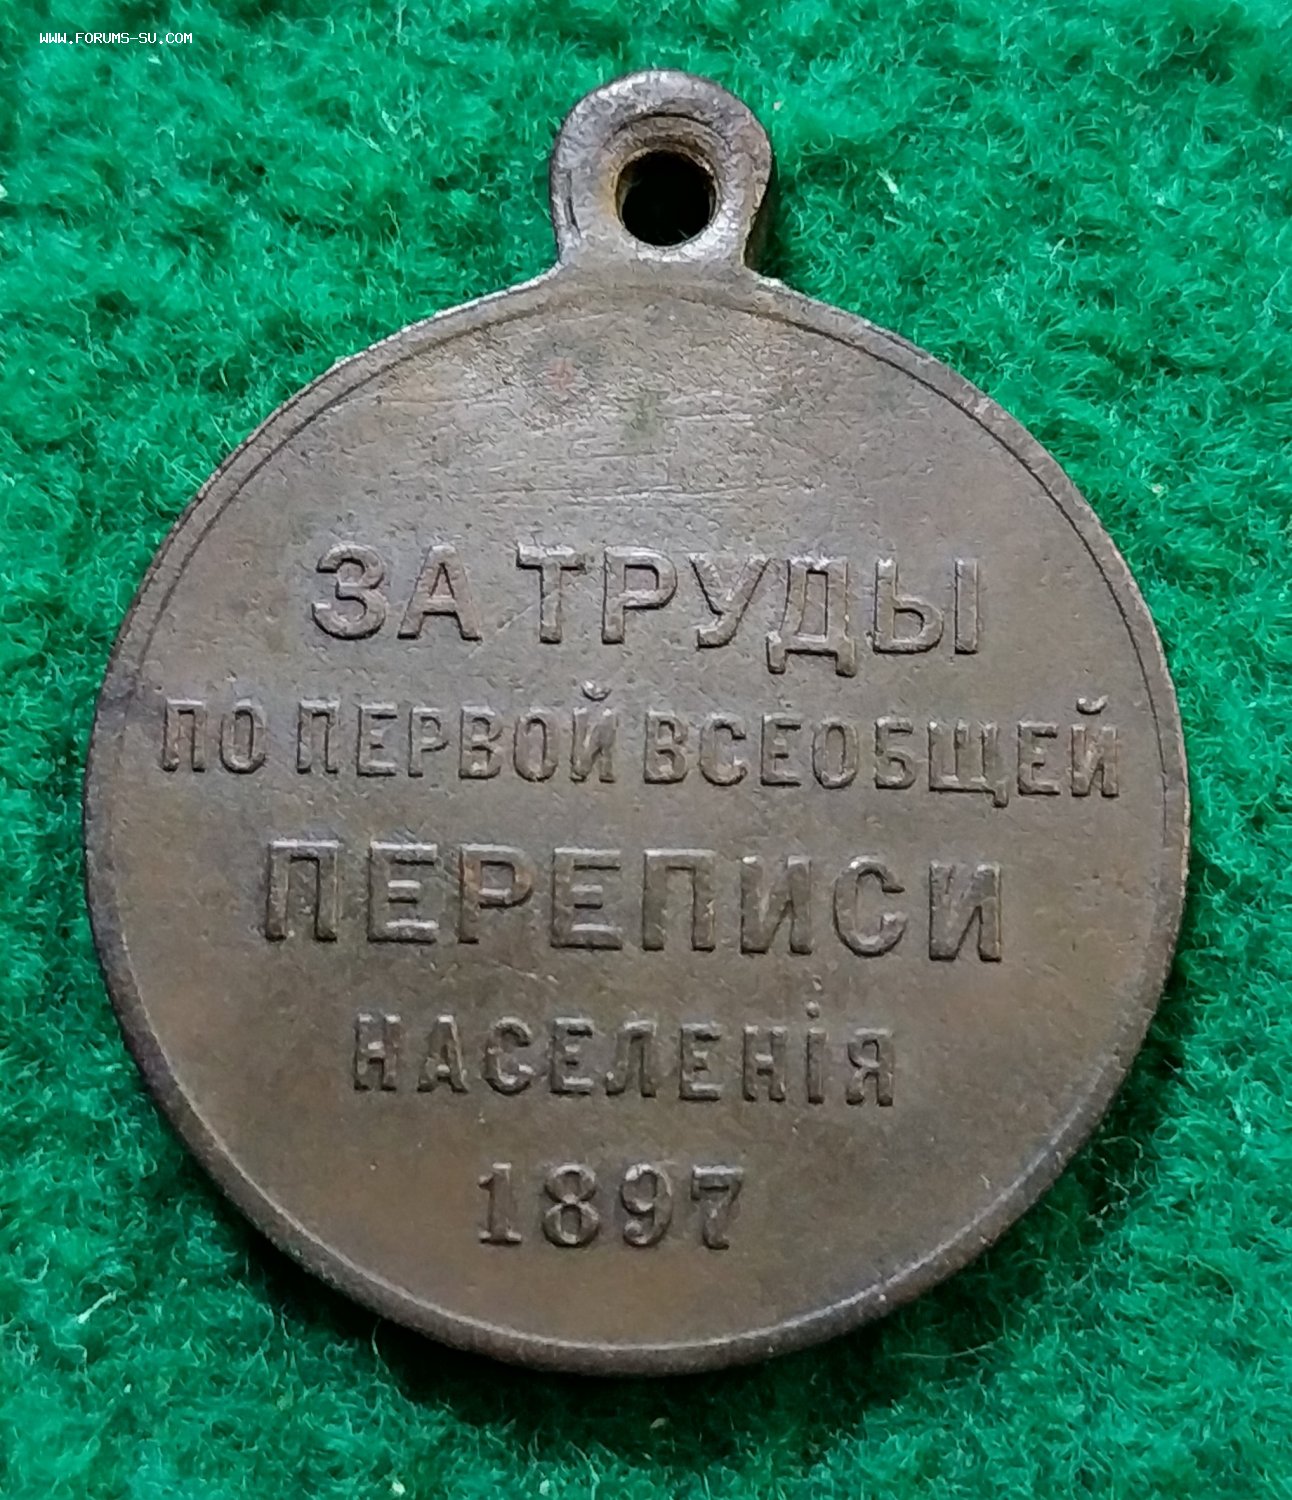 WWW.FORUMS-SU.COM
ЗА ТРУДЫ
ПО ПЕРВОЙ ВСЕОБЩЕЙ
ПЕРЕПИСИ
НАСЕЛЕНІЯ
1897